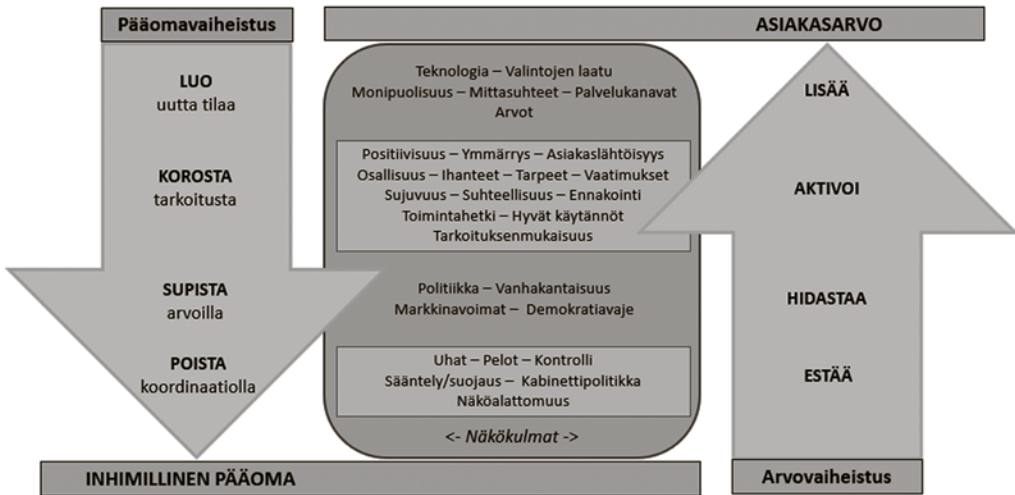 Pääomavaiheistus
ASIAKASARVO
LUO
uutta tilaa
KOROSTA
tarkoitusta
SUPISTA
arvoilla
POISTA
koordinaatiolla
Teknologia – Valintojen laatu
Monipuolisuus – Mittasuhteet – Palvelukanavat
Arvot
Positiivisuus – Ymmärrys – Asiakaslähtöisyys
Osallisuus – Ihanteet – Tarpeet – Vaatimukset
Sujuvuus – Suhteellisuus – Ennakointi
Toimintahetki – Hyvät käytännöt
Tarkoituksenmukaisuus
Politiikka – Vanhakantaisuus
Markkinavoimat – Demokratiavaje
Uhat – Pelot – Kontrolli
Sääntely/suojaus – Kabinettipolitikka
Näköalattomuus
<- Näkökulmat ->
LISÄÄ
AKTIVOI
HIDASTAA
ESTÄÄ
INHIMILLINEN PÄÄOMA
Arvovaiheistus